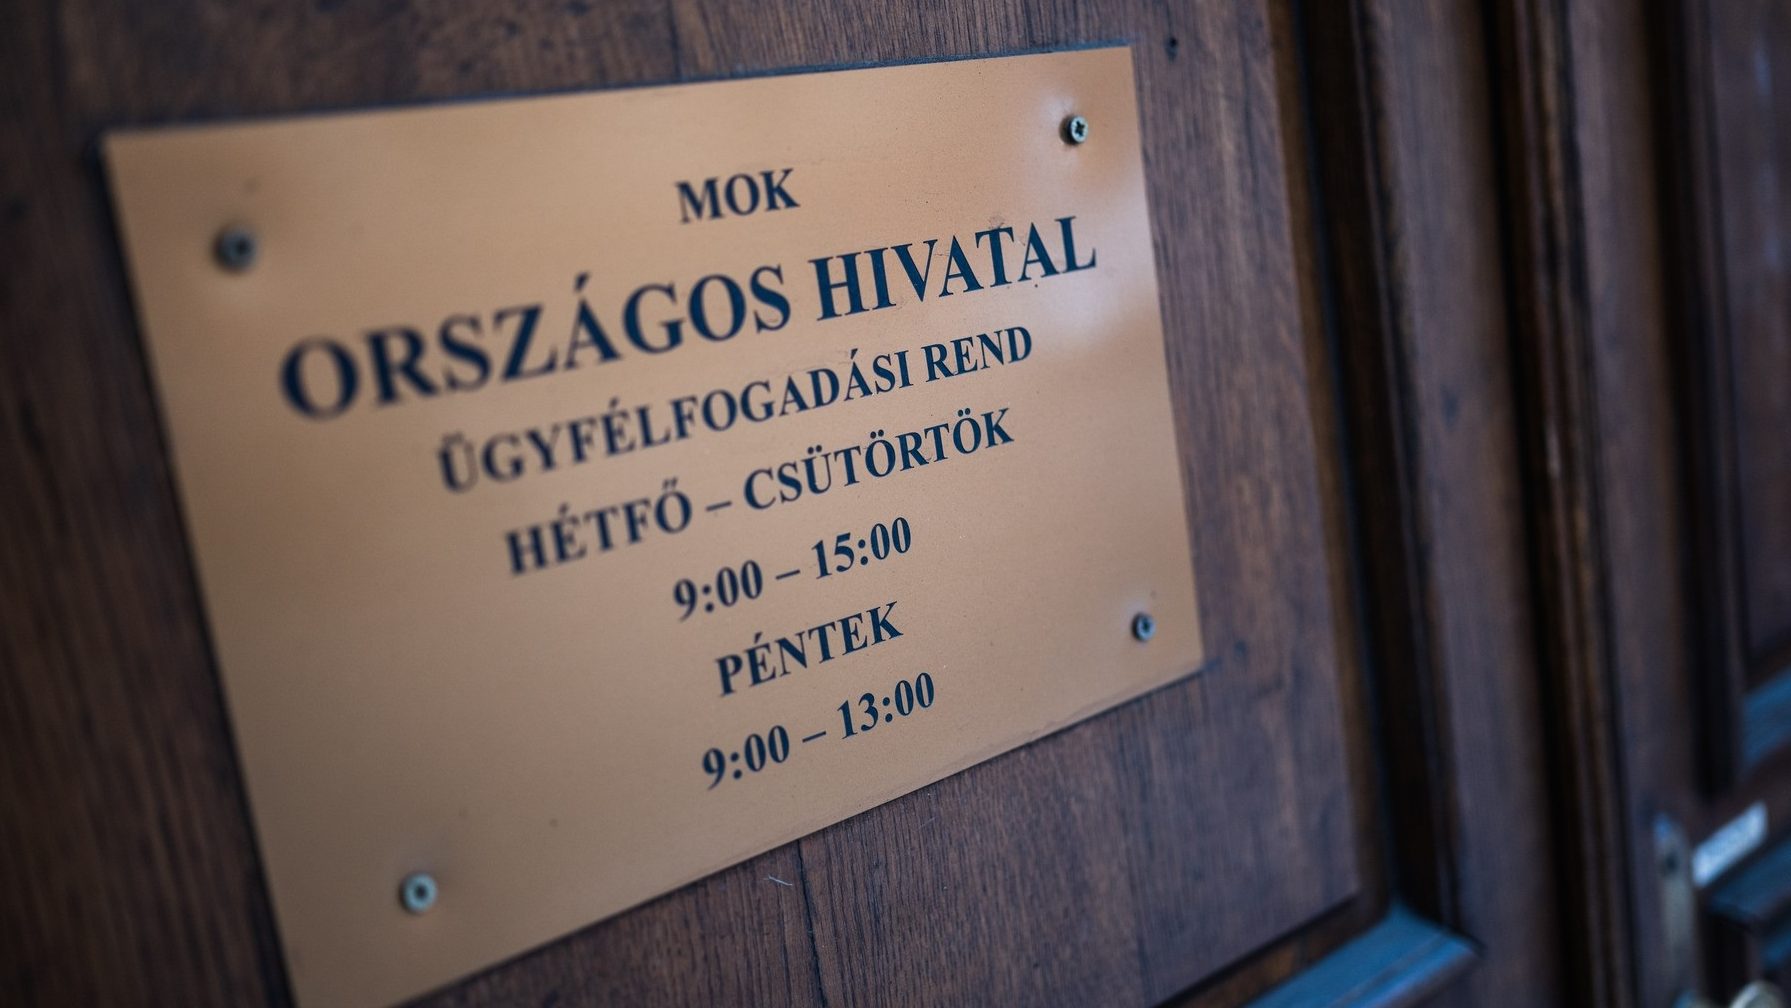 MOK
ORSZÁGOS HIVATAL
ÜGYFÉLFOGADÁSI REND
HÉTFŐ – CSÜTÖRTÖK
9:00 – 15:00
PÉNTEK
9:00 – 13:00